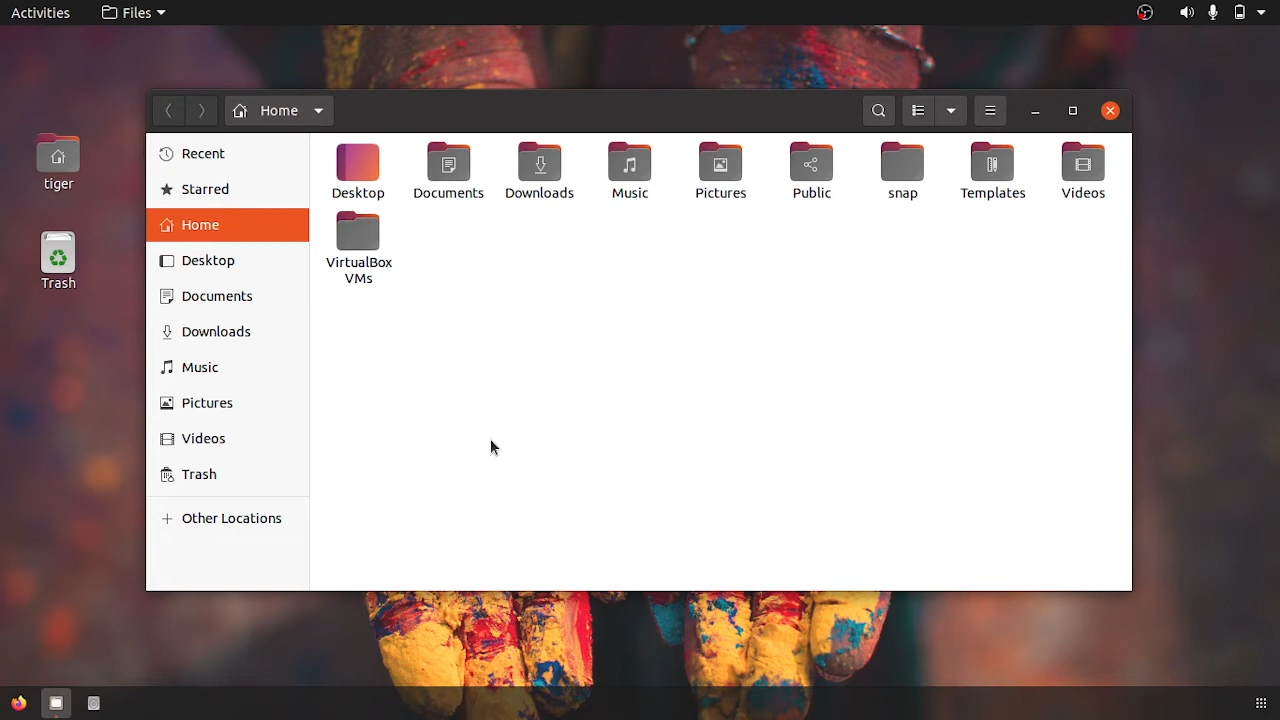 Activities
Files
Home
tiger
Trash
Recent
Starred
Home
Desktop
Documents
Downloads
Music
Pictures
Videos
Trash
Other Locations
Desktop
Documents
Downloads
Music
Pictures
Public
snap
Templates
Videos
VirtualBox
VMs